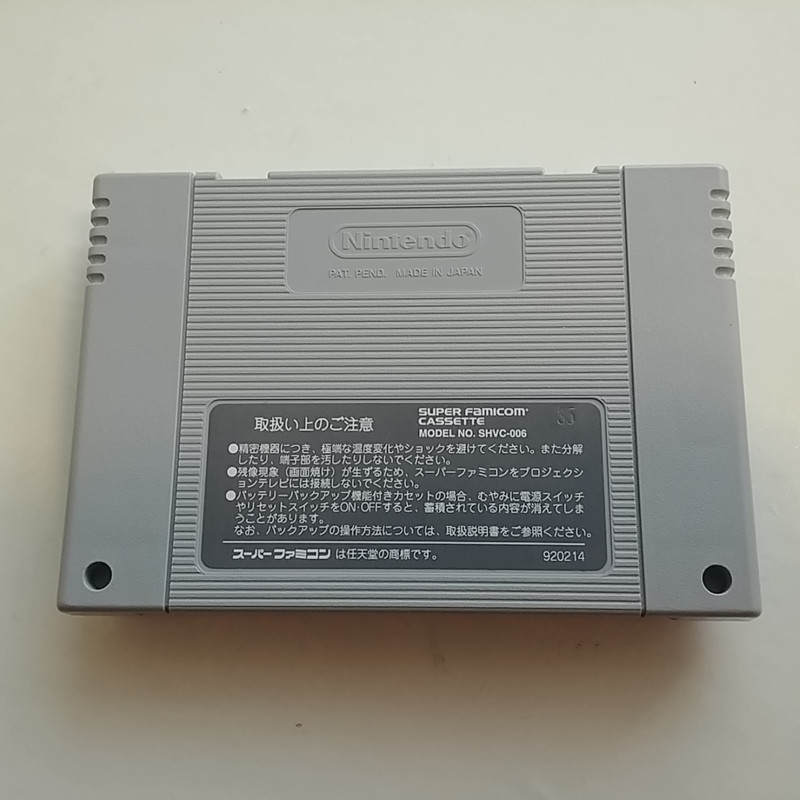 Nintendo
PAT. PEND. MADE IN JAPAN
取扱い上のご注意
SUPER FAMICOM
CASSETTE
MODEL NO. SHVC-006
●精密機器につき、極端な温度変化やショックを避けてください。また分解
したり、端子部を汚したりしないでください。
●残像現象（画面焼け）が生ずるため、スーパーファミコンをプロジェクシ
ョンテレビには接続しないでください。
●バッテリーバックアップ機能付きカセットの場合、むやみに電源スイッチ
やリセットスイッチをON・OFFすると、蓄積されている内容が消えてしま
うことがあります。
なお、バックアップの操作方法については、取扱説明書をご参照ください。
スーパーファミコンは任天堂の商標です。
920214